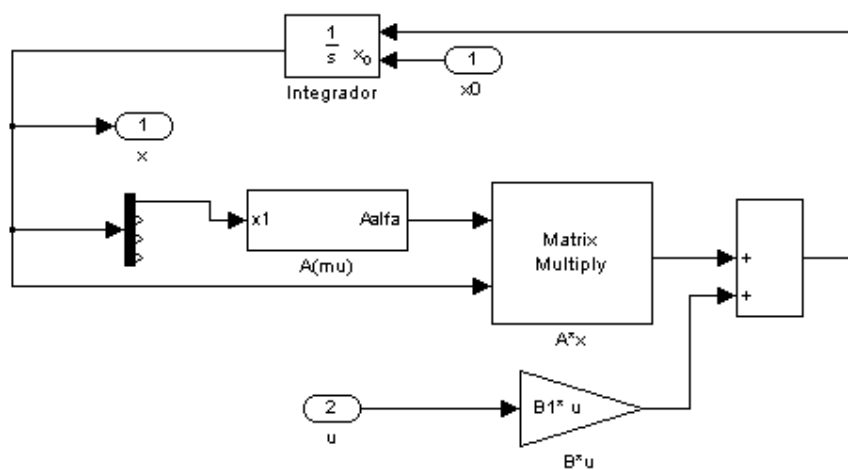 1
s
x₀
Integrador
1
x0
1
x
x1
Aalfa
A(mu)
Matrix
Multiply
A*x
+
+
2
u
B1* u
B*u